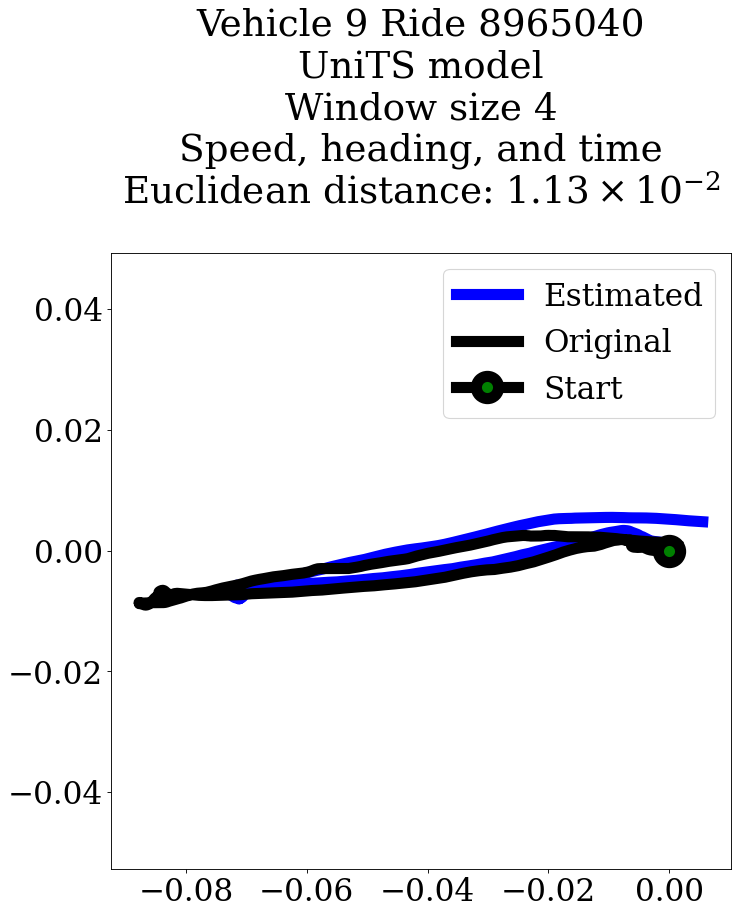 Vehicle 9 Ride 8965040
UniTS model
Window size 4
Speed, heading, and time
Euclidean distance: 1.13 × 10⁻²
Estimated
Original
Start
0.04
0.02
0.00
−0.02
−0.04
−0.08 −0.06 −0.04 −0.02 0.00